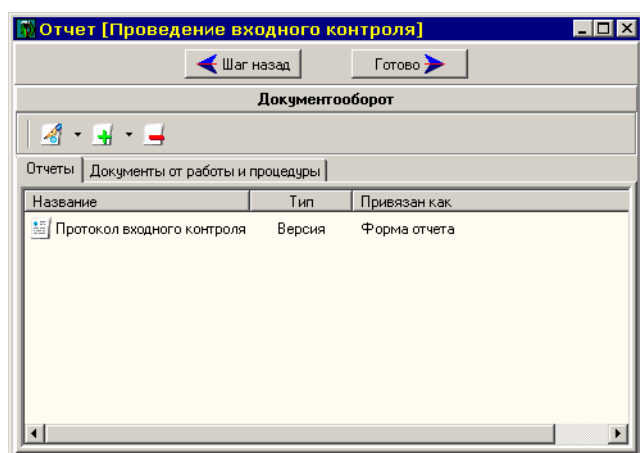 Отчет [Проведение входного контроля]
Шаг назад Готово
Документооборот
Отчеты Документы от работы и процедуры
Название Тип Привязан как
Протокол входного контроля Версия Форма отчета